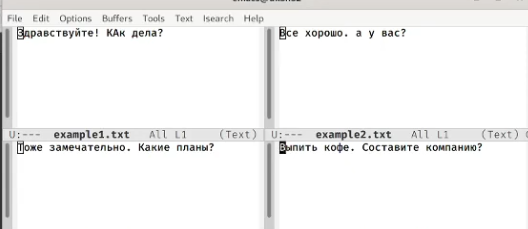 File Edit Options Buffers Tools Text Isearch Help
Здравствуйте! КАк дела?
Все хорошо. а у вас?
U:--- example1.txt All L1 (Text)
U:--- example2.txt All L1 (Text)
Тоже замечательно. Какие планы?
Выпить кофе. Составите компанию?